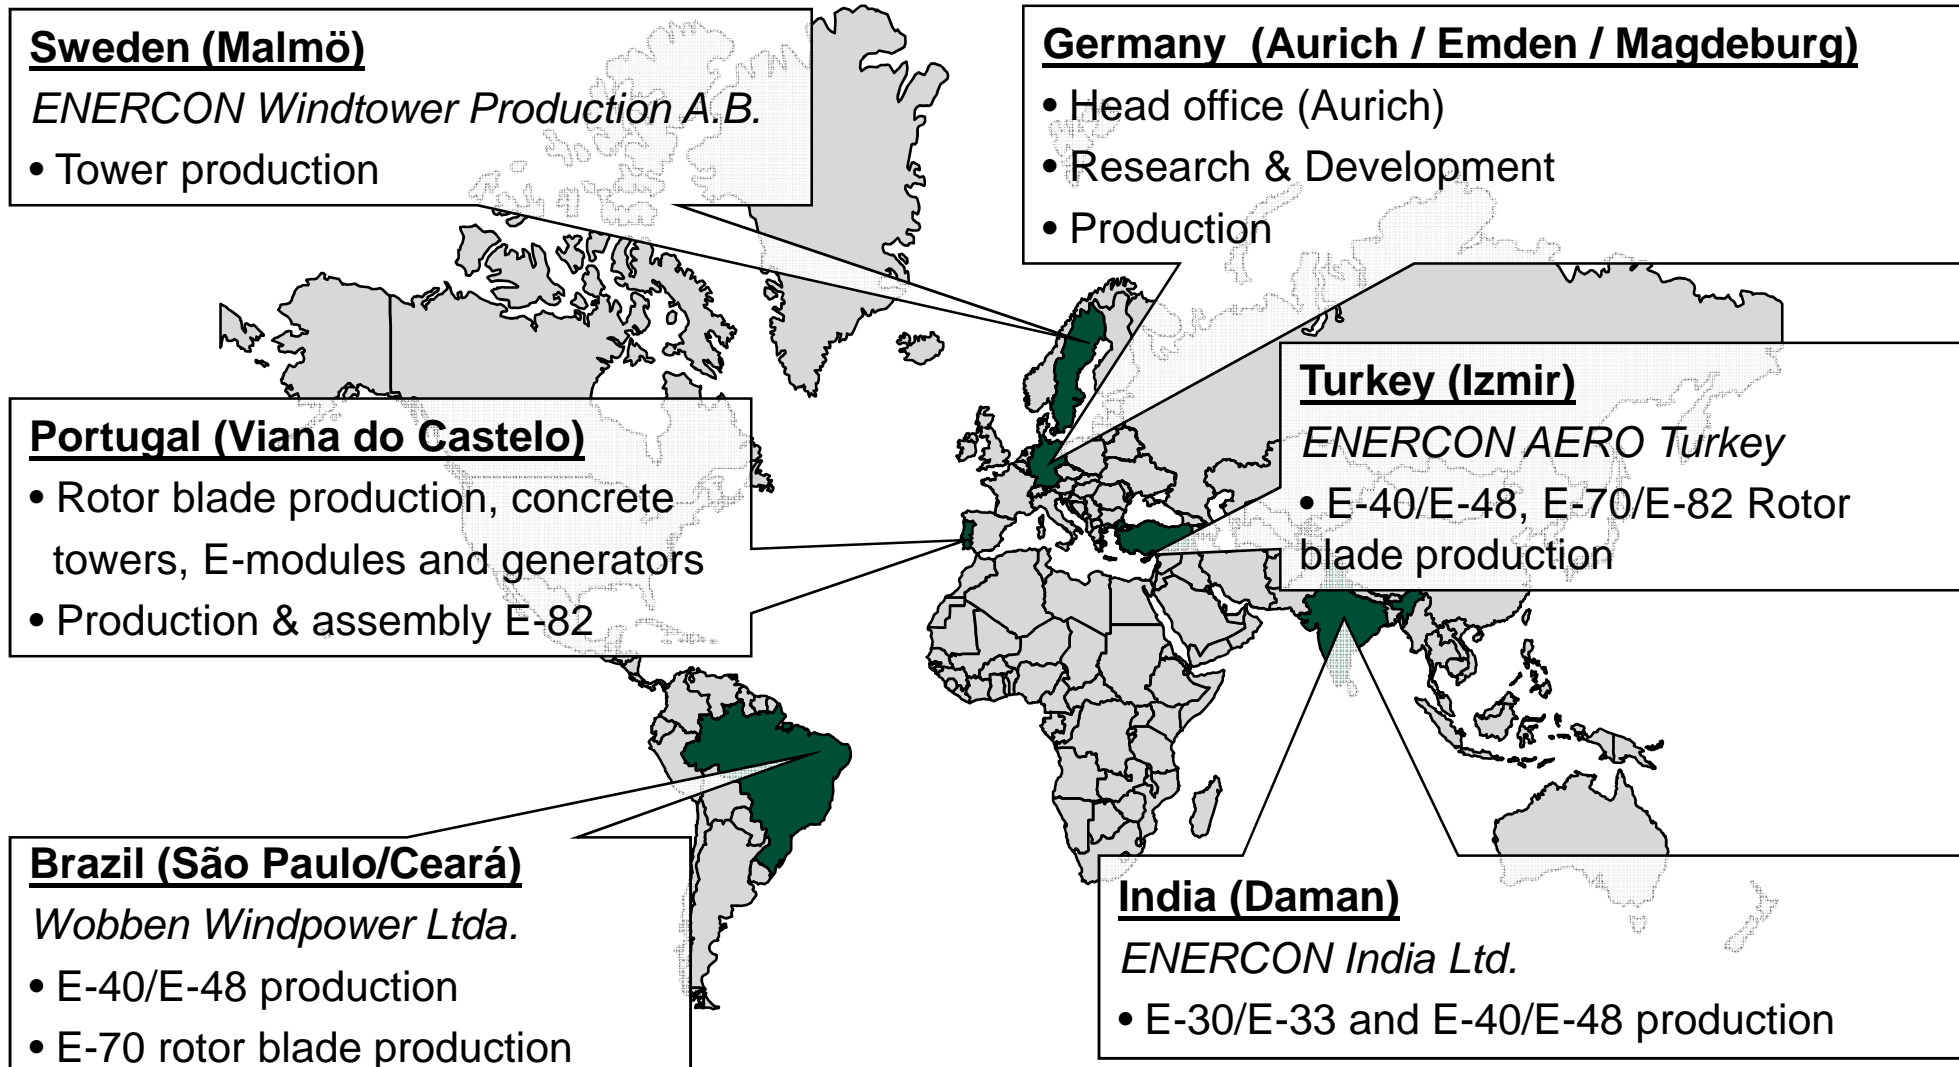 Sweden (Malmö)
ENERCON Windtower Production A.B.
• Tower production
Germany (Aurich / Emden / Magdeburg)
• Head office (Aurich)
• Research & Development
• Production
Portugal (Viana do Castelo)
• Rotor blade production, concrete
towers, E-modules and generators
• Production & assembly E-82
Turkey (Izmir)
ENERCON AERO Turkey
• E-40/E-48, E-70/E-82 Rotor
blade production
Brazil (São Paulo/Ceará)
Wobben Windpower Ltda.
• E-40/E-48 production
• E-70 rotor blade production
India (Daman)
ENERCON India Ltd.
• E-30/E-33 and E-40/E-48 production